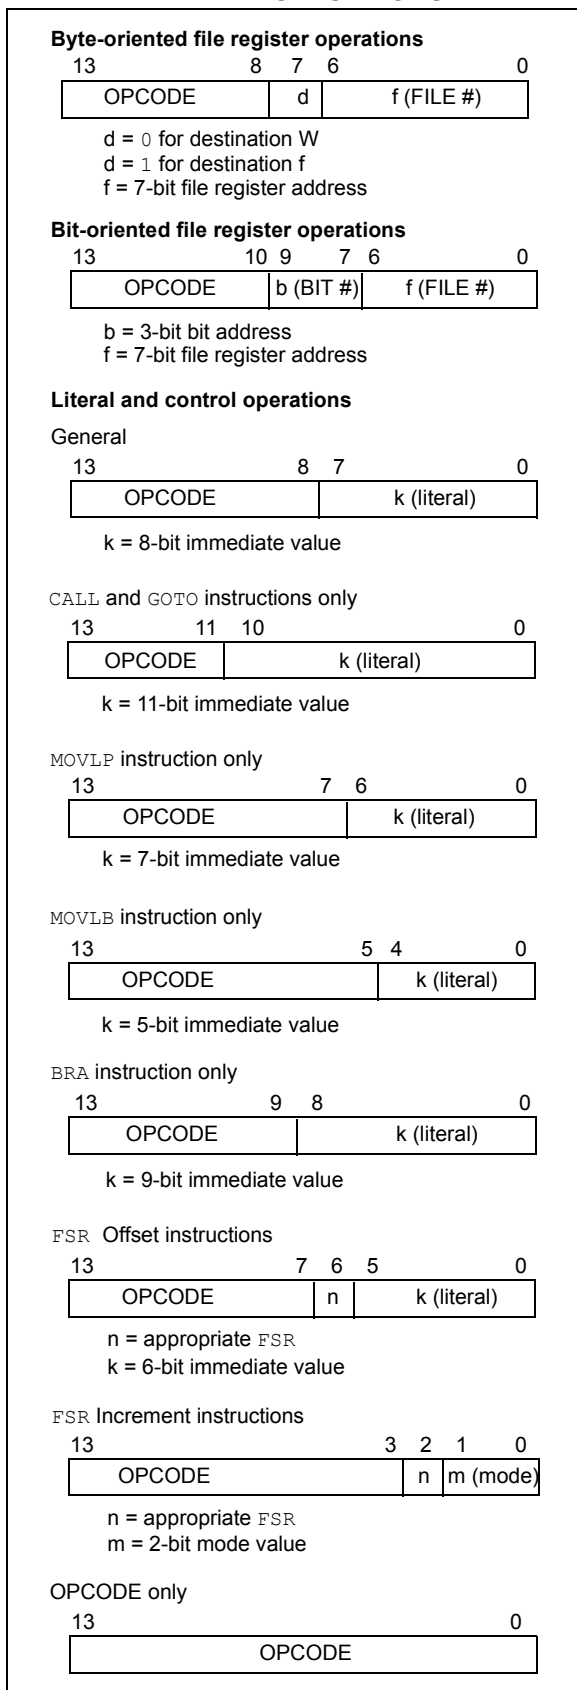 Byte-oriented file register operations
13 8 7 6 0
OPCODE d f (FILE #)
d = 0 for destination W
d = 1 for destination f
f = 7-bit file register address
Bit-oriented file register operations
13 10 9 7 6 0
OPCODE b (BIT #) f (FILE #)
b = 3-bit bit address
f = 7-bit file register address
Literal and control operations
General
13 8 7 0
OPCODE k (literal)
k = 8-bit immediate value
CALL and GOTO instructions only
13 11 10 0
OPCODE k (literal)
k = 11-bit immediate value
MOVLP instruction only
13 7 6 0
OPCODE k (literal)
k = 7-bit immediate value
MOVLB instruction only
13 5 4 0
OPCODE k (literal)
k = 5-bit immediate value
BRA instruction only
13 9 8 0
OPCODE k (literal)
k = 9-bit immediate value
FSR Offset instructions
13 7 6 5 0
OPCODE n k (literal)
n = appropriate FSR
k = 6-bit immediate value
FSR Increment instructions
13 3 2 1 0
OPCODE n m (mode)
n = appropriate FSR
m = 2-bit mode value
OPCODE only
13 0
OPCODE